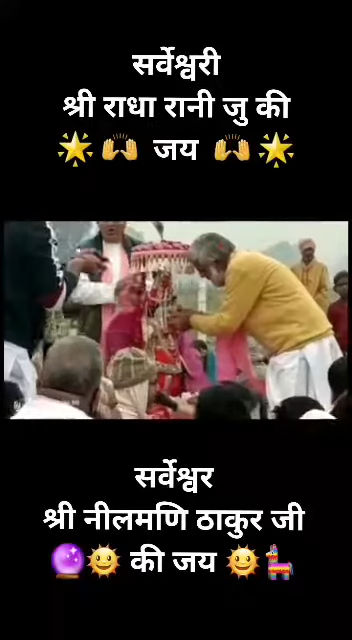 सर्वेश्वरी
श्री राधा रानी जु की
🌟🙌 जय 🙌🌟
सर्वेश्वर
श्री नीलमणि ठाकुर जी
🔮🌞 की जय 🌞🪅